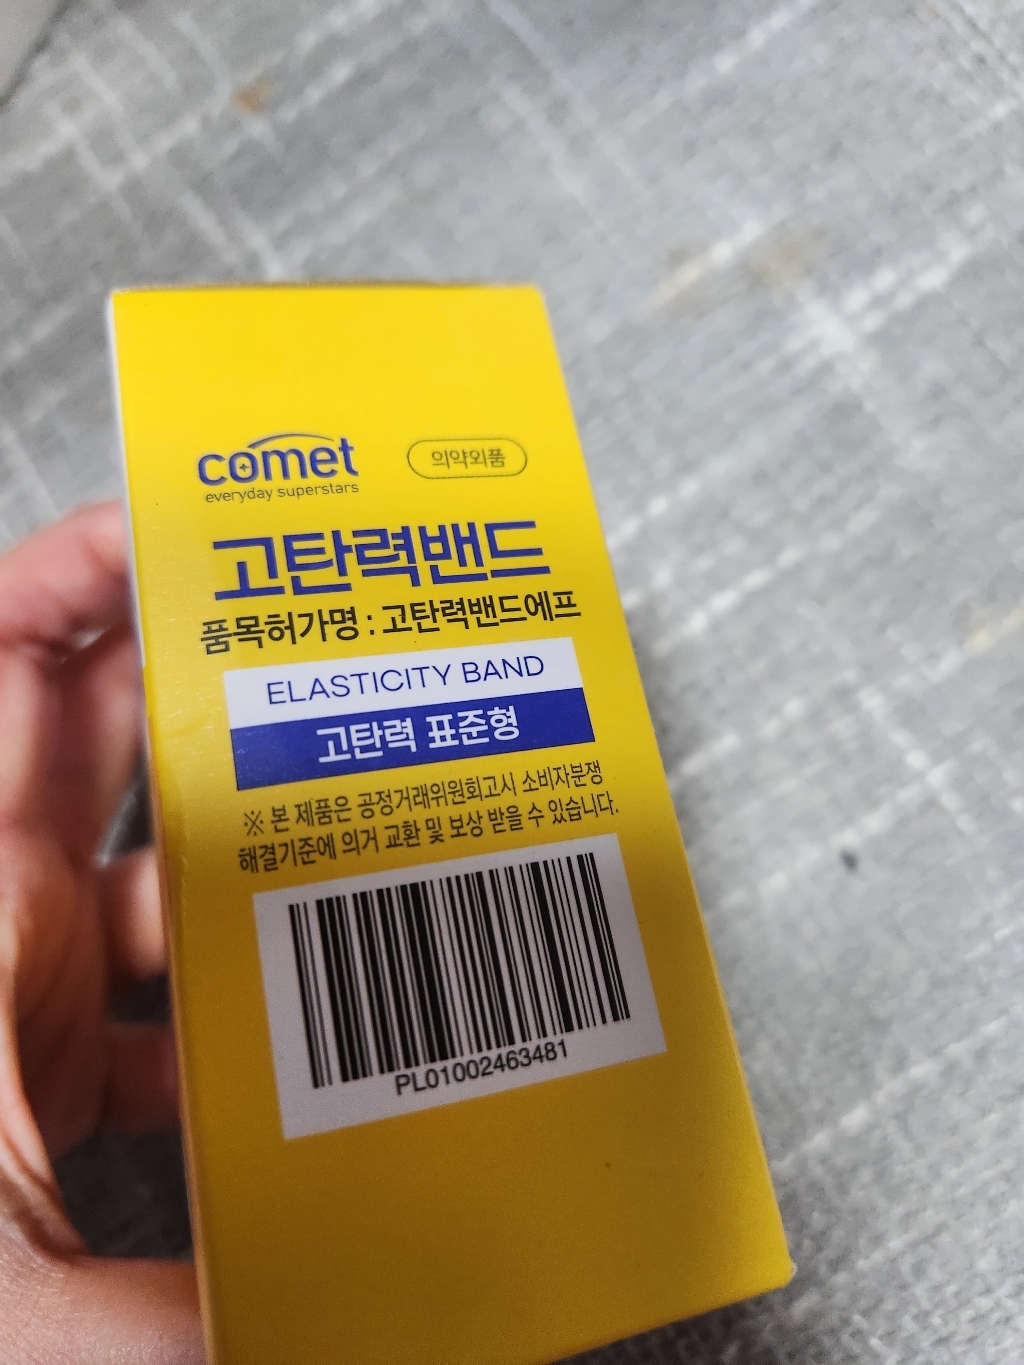 comet
everyday superstars
의약외품
고탄력밴드
품목허가명 : 고탄력밴드에프
ELASTICITY BAND
고탄력 표준형
※ 본 제품은 공정거래위원회고시 소비자분쟁
해결기준에 의거 교환 및 보상 받을 수 있습니다.
PL01002463481